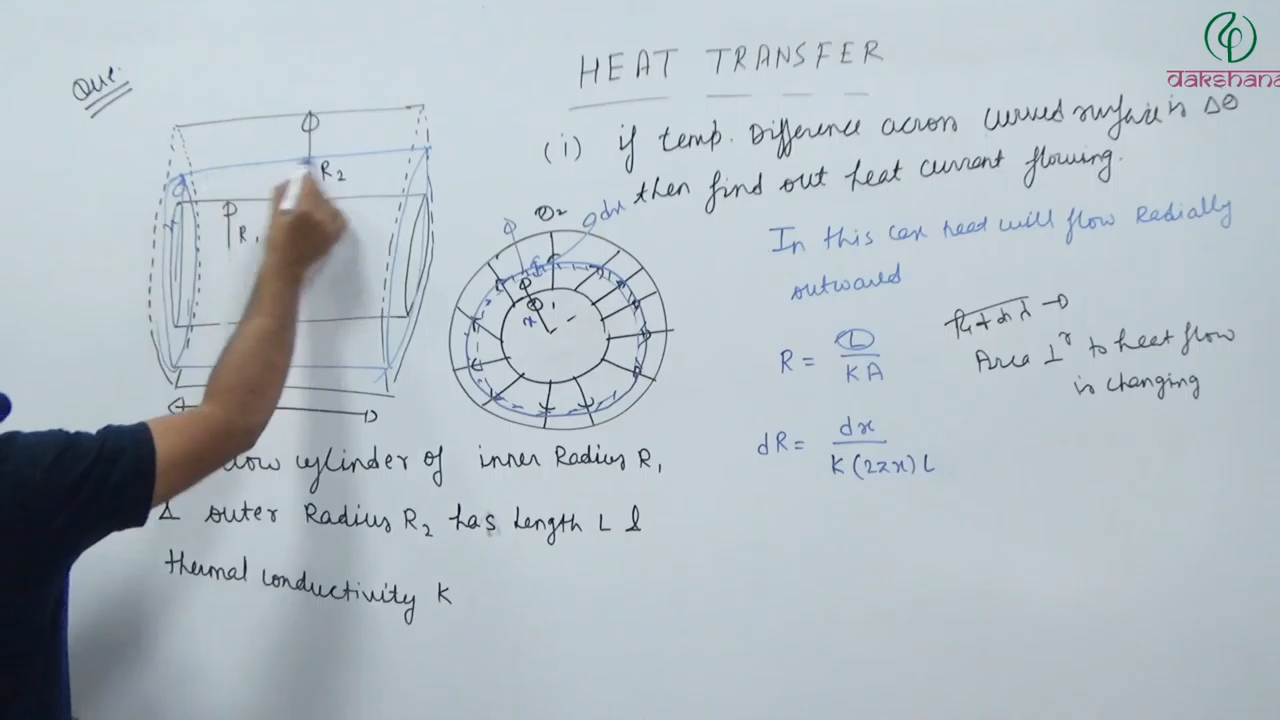 Que.
HEAT TRANSFER
dakshana
(i) if temp. Difference across curved surface is Δθ
then find out heat current flowing.
R2
R1
θ2
dx
x
In this case heat will flow Radially
outward
R = L / KA
Area ⊥r to heat flow
is changing
dR = dx / K(2πx)L
cylinder of inner Radius R1
& outer Radius R2 has length L &
thermal conductivity K